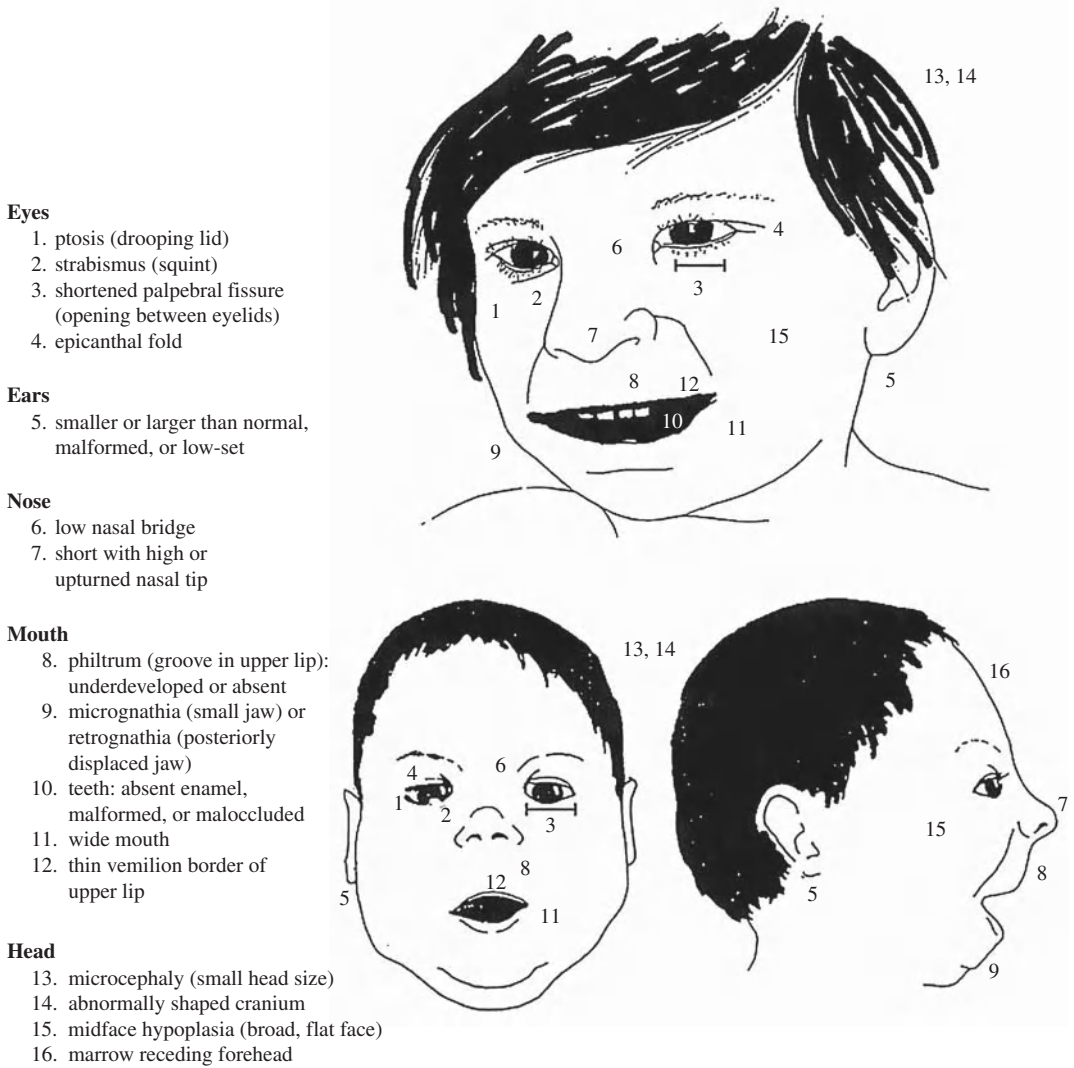 Eyes
1. ptosis (drooping lid)
2. strabismus (squint)
3. shortened palpebral fissure
(opening between eyelids)
4. epicanthal fold
Ears
5. smaller or larger than normal,
malformed, or low-set
Nose
6. low nasal bridge
7. short with high or
upturned nasal tip
Mouth
8. philtrum (groove in upper lip):
underdeveloped or absent
9. micrognathia (small jaw) or
retrognathia (posteriorly
displaced jaw)
10. teeth: absent enamel,
malformed, or maloccluded
11. wide mouth
12. thin vemilion border of
upper lip
Head
13. microcephaly (small head size)
14. abnormally shaped cranium
15. midface hypoplasia (broad, flat face)
16. marrow receding forehead
13, 14
4
6
3
2
1
7
15
8
12
5
10
11
9
13, 14
4
6
1
2
3
8
12
5
11
16
7
15
8
5
9